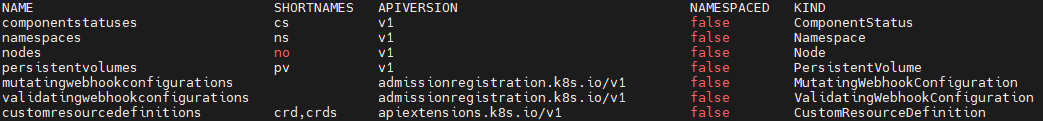 NAME SHORTNAMES APIVERSION NAMESPACED KIND
componentstatuses cs v1 false ComponentStatus
namespaces ns v1 false Namespace
nodes no v1 false Node
persistentvolumes pv v1 false PersistentVolume
mutatingwebhookconfigurations admissionregistration.k8s.io/v1 false MutatingWebhookConfiguration
validatingwebhookconfigurations admissionregistration.k8s.io/v1 false ValidatingWebhookConfiguration
customresourcedefinitions crd,crds apiextensions.k8s.io/v1 false CustomResourceDefinition